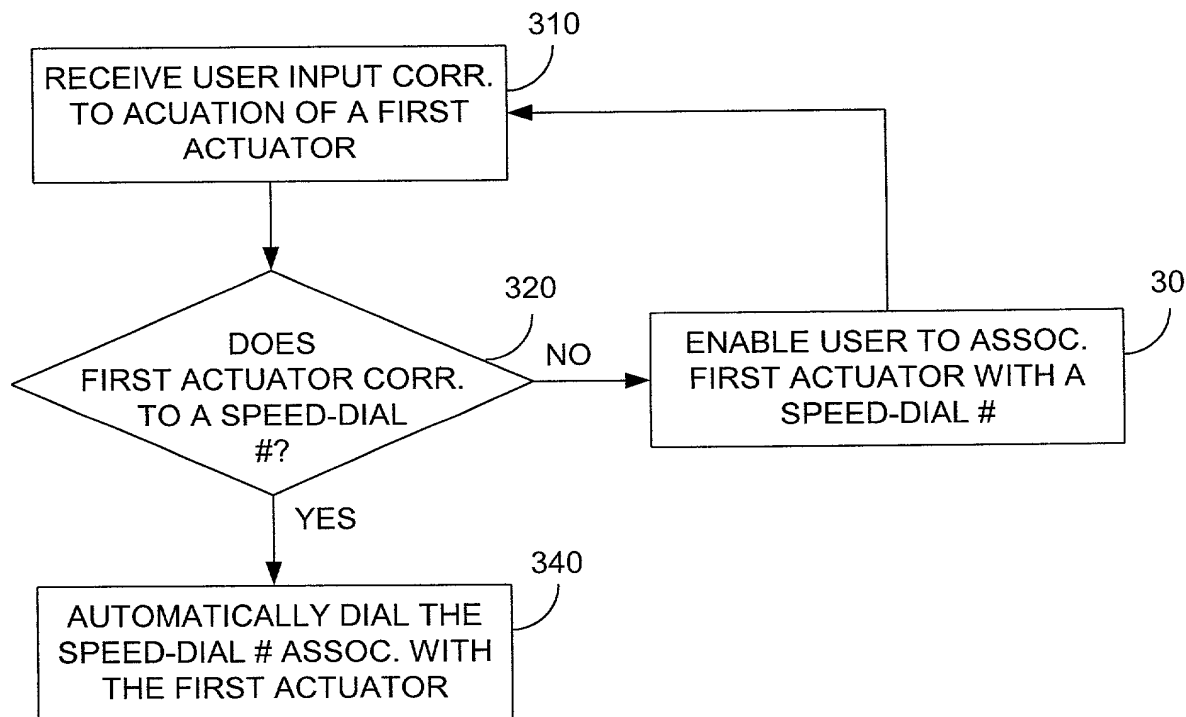 310
RECEIVE USER INPUT CORR.
TO ACUATION OF A FIRST
ACTUATOR
320
DOES
FIRST ACTUATOR CORR.
TO A SPEED-DIAL
#?
NO
30
ENABLE USER TO ASSOC.
FIRST ACTUATOR WITH A
SPEED-DIAL #
YES
340
AUTOMATICALLY DIAL THE
SPEED-DIAL # ASSOC. WITH
THE FIRST ACTUATOR